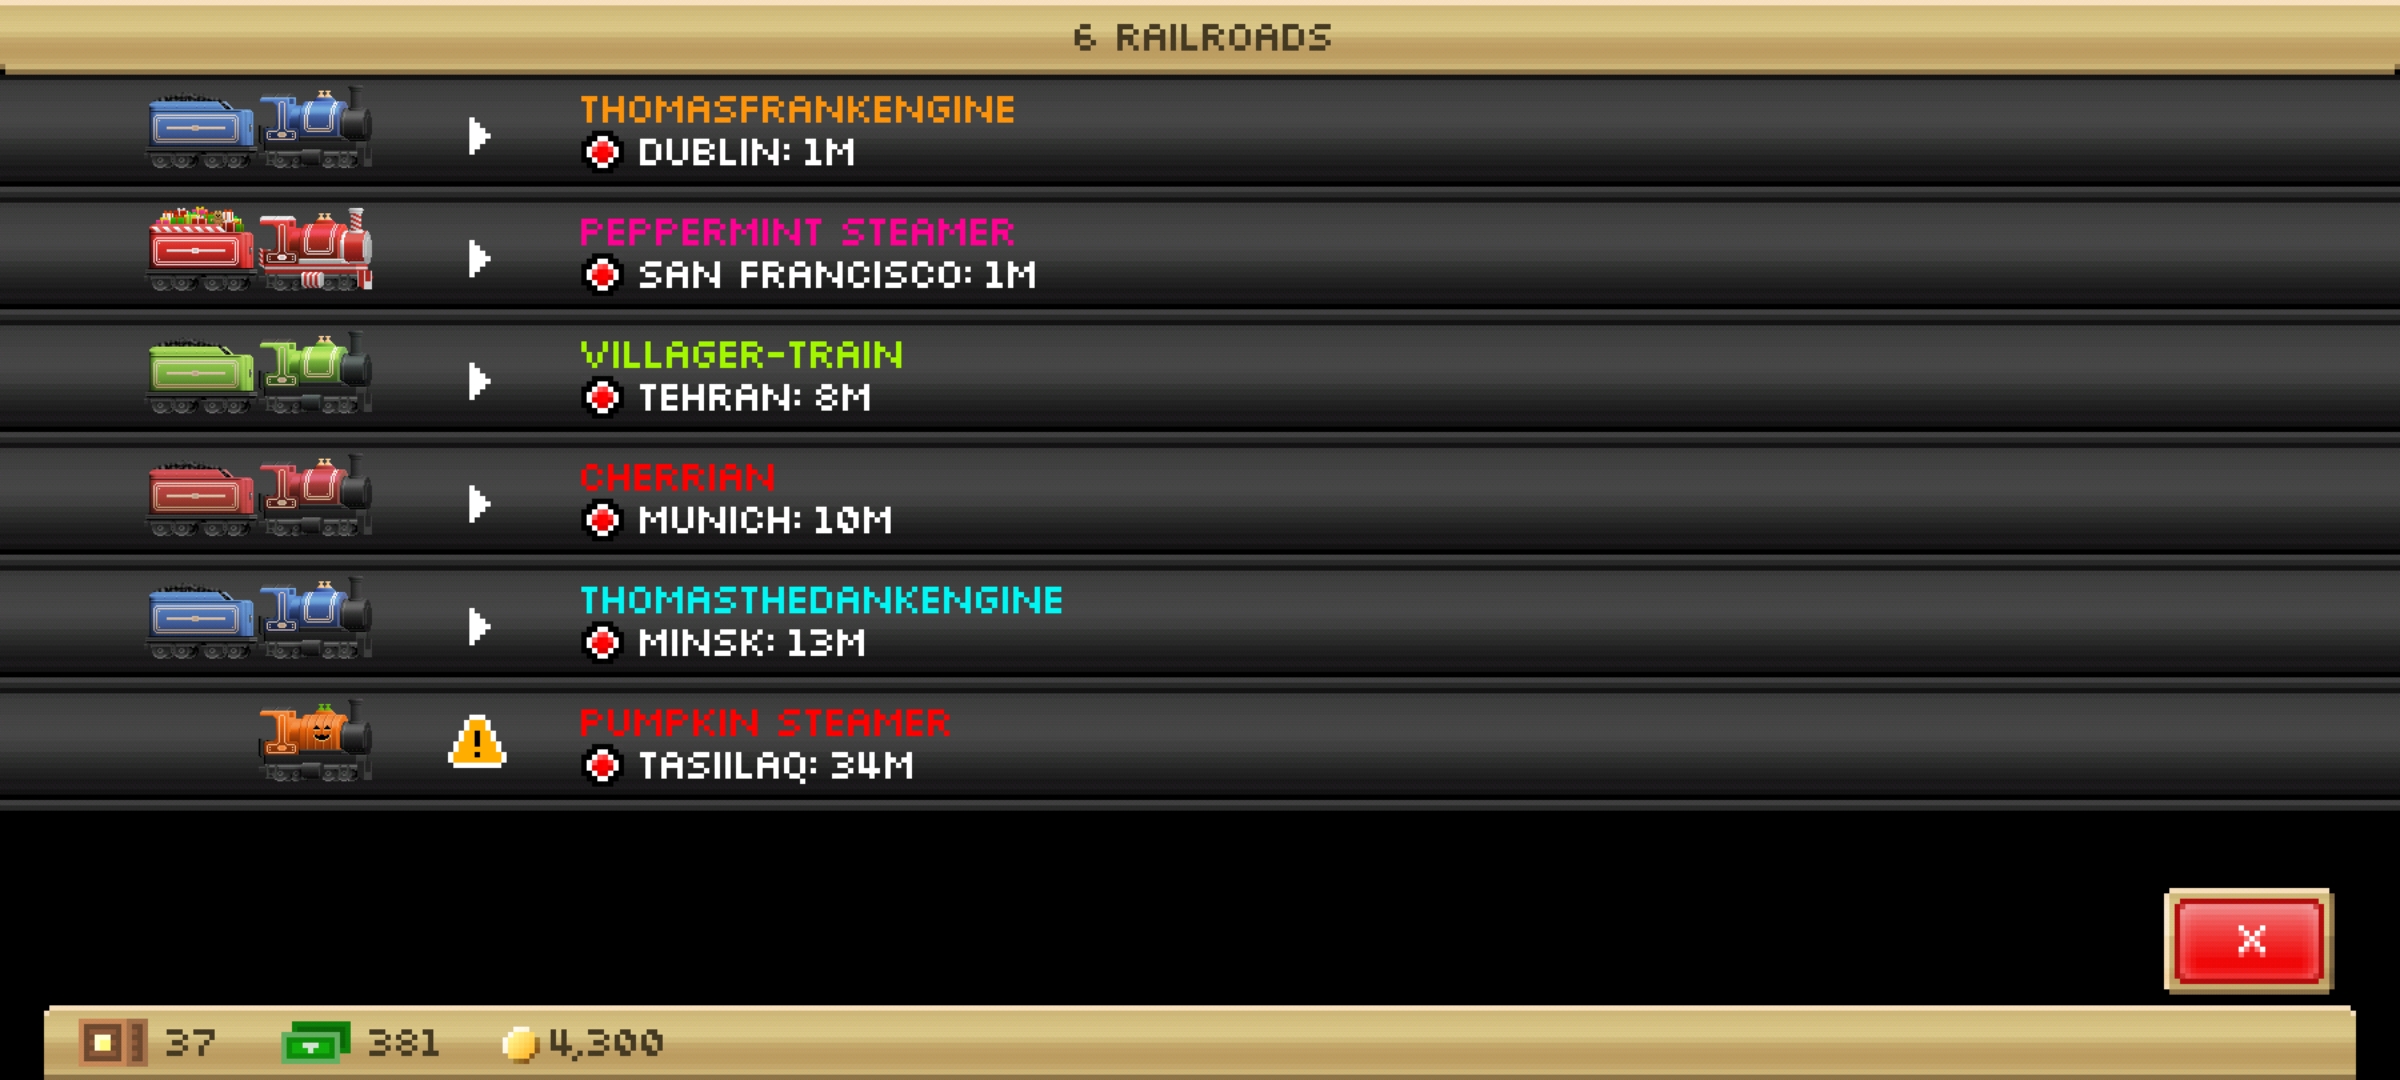 6 RAILROADS
THOMASFRANKENGINE
DUBLIN: 1M
PEPPERMINT STEAMER
SAN FRANCISCO: 1M
VILLAGER-TRAIN
TEHRAN: 8M
CHERRIAN
MUNICH: 10M
THOMASTHEDANKENGINE
MINSK: 13M
PUMPKIN STEAMER
TASIILAQ: 34M
X
37 381 4,300